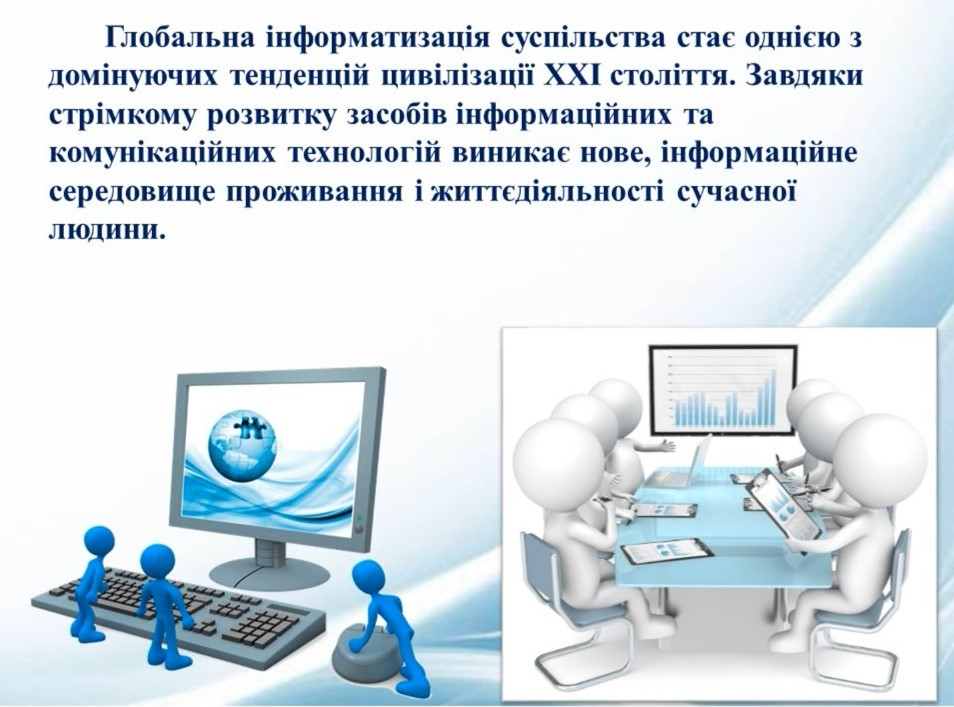 Глобальна інформатизація суспільства стає однією з
домінуючих тенденцій цивілізації XXI століття. Завдяки
стрімкому розвитку засобів інформаційних та
комунікаційних технологій виникає нове, інформаційне
середовище проживання і життєдіяльності сучасної
людини.